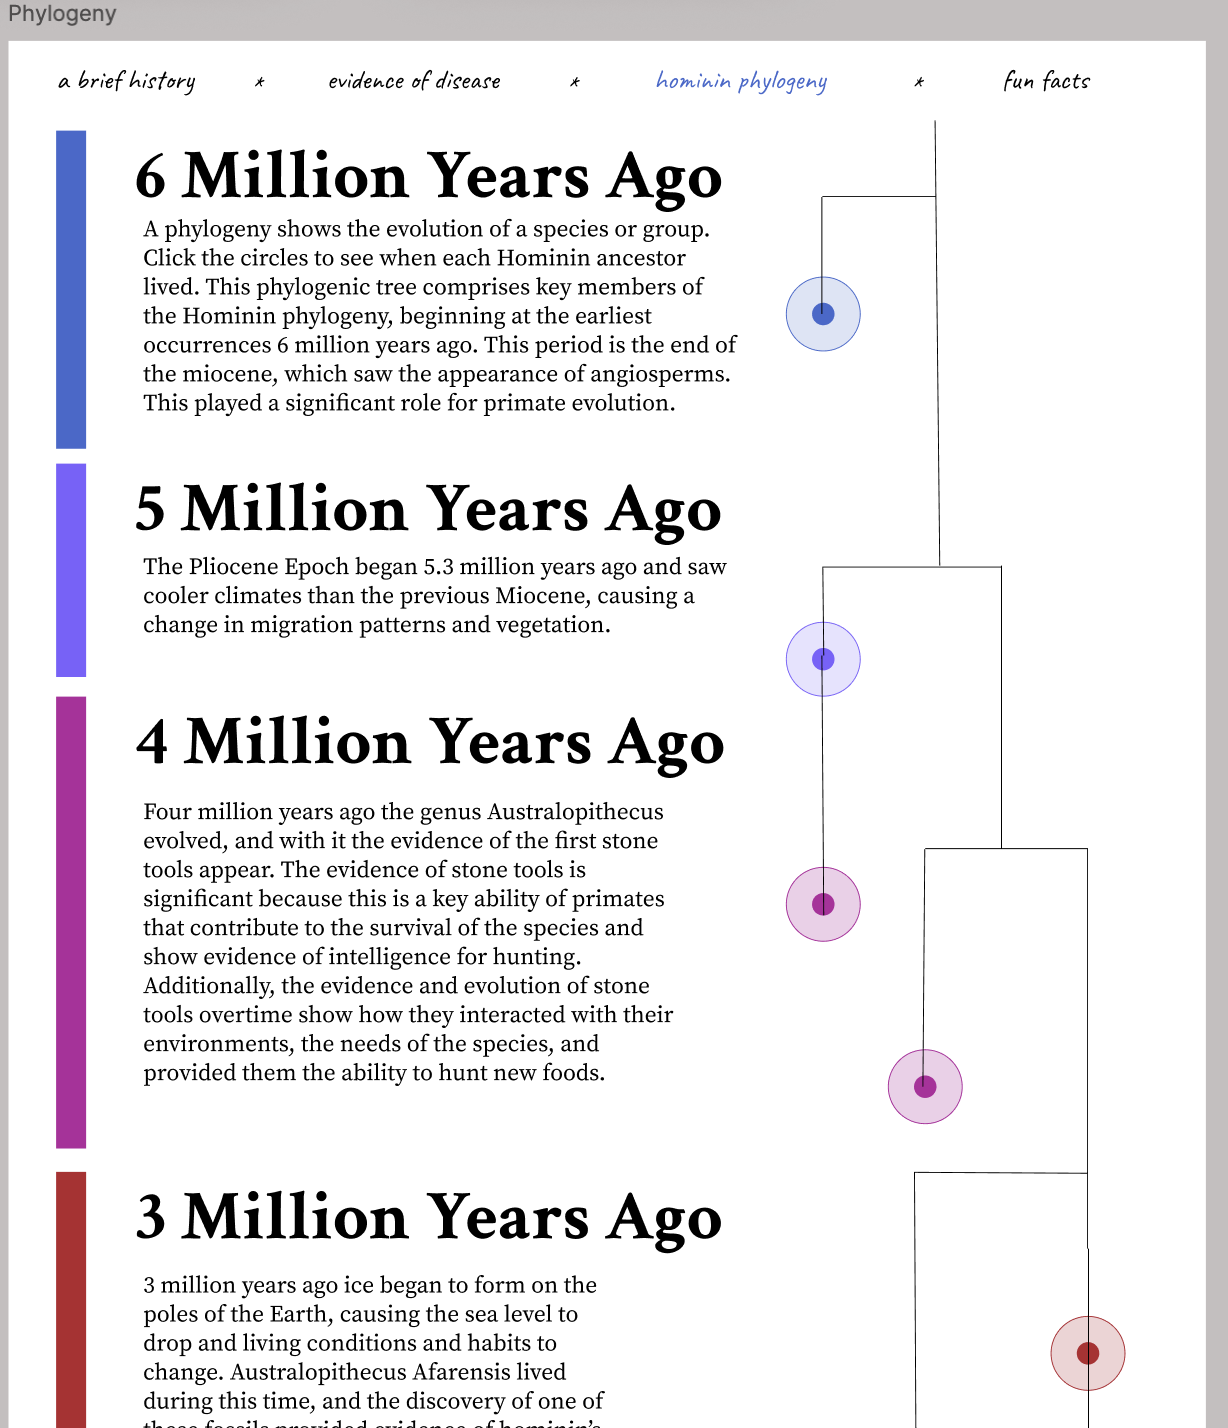 Phylogeny
a brief history * evidence of disease * hominin phylogeny * fun facts
6 Million Years Ago
A phylogeny shows the evolution of a species or group.
Click the circles to see when each Hominin ancestor
lived. This phylogenic tree comprises key members of
the Hominin phylogeny, beginning at the earliest
occurrences 6 million years ago. This period is the end of
the miocene, which saw the appearance of angiosperms.
This played a significant role for primate evolution.
5 Million Years Ago
The Pliocene Epoch began 5.3 million years ago and saw
cooler climates than the previous Miocene, causing a
change in migration patterns and vegetation.
4 Million Years Ago
Four million years ago the genus Australopithecus
evolved, and with it the evidence of the first stone
tools appear. The evidence of stone tools is
significant because this is a key ability of primates
that contribute to the survival of the species and
show evidence of intelligence for hunting.
Additionally, the evidence and evolution of stone
tools overtime show how they interacted with their
environments, the needs of the species, and
provided them the ability to hunt new foods.
3 Million Years Ago
3 million years ago ice began to form on the
poles of the Earth, causing the sea level to
drop and living conditions and habits to
change. Australopithecus Afarensis lived
during this time, and the discovery of one of
these fossils provided evidence of hominin's